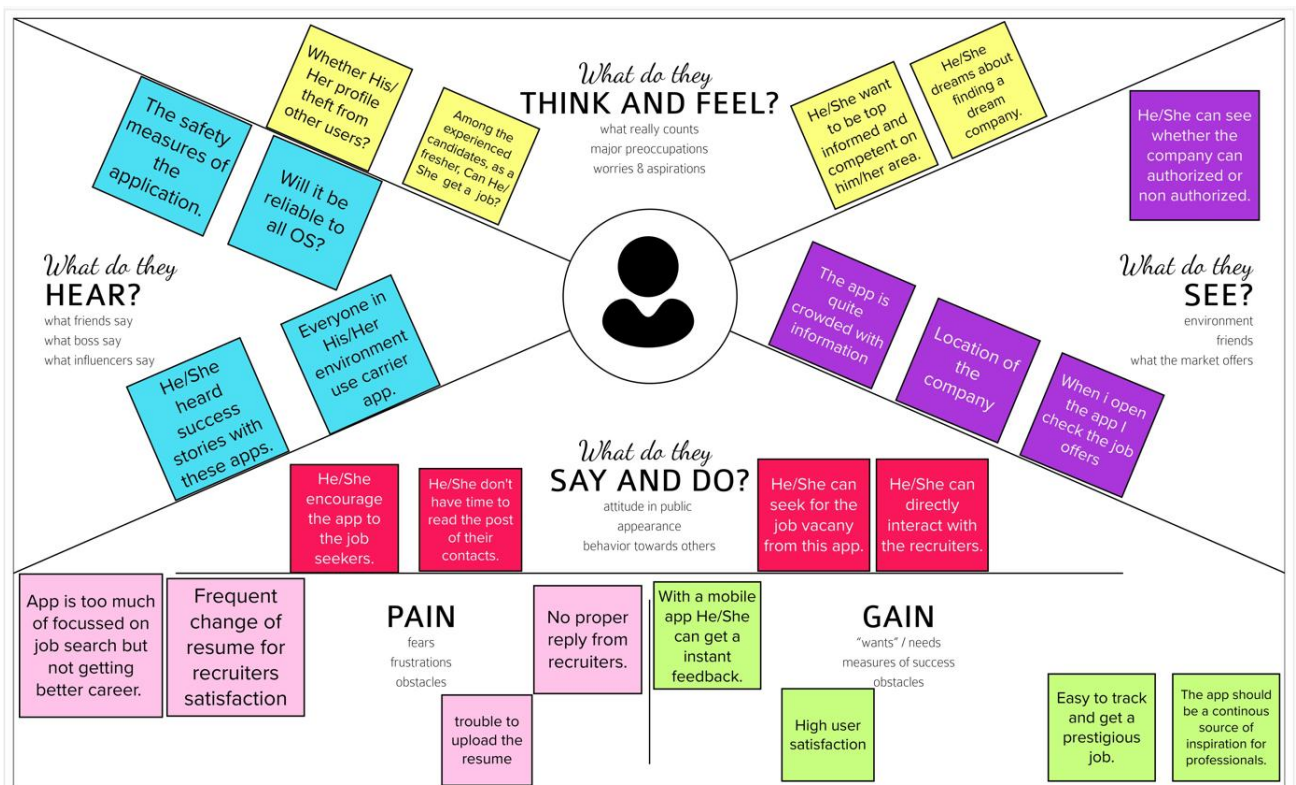 What do they
THINK AND FEEL?
what really counts
major preoccupations
worries & aspirations
Whether His/
Her profile
theft from
other users?
Among the
experienced
candidates, as a
fresher, Can He/
She get a job?
He/She want
to be top
informed and
competent on
him/her area.
He/She
dreams about
finding a
dream
company.
What do they
HEAR?
what friends say
what boss say
what influencers say
The safety
measures of
the
application.
Will it be
reliable to
all OS?
Everyone in
His/Her
environment
use carrier
app.
He/She
heard
success
stories with
these apps.
What do they
SEE?
environment
friends
what the market offers
He/She can see
whether the
company can
authorized or
non authorized.
The app is
quite
crowded with
information
Location of
the
company
When i open
the app I
check the job
offers
What do they
SAY AND DO?
attitude in public
appearance
behavior towards others
He/She
encourage
the app to
the job
seekers.
He/She don't
have time to
read the post
of their
contacts.
He/She can
seek for the
job vacancy
from this app.
He/She can
directly
interact with
the recruiters.
PAIN
fears
frustrations
obstacles
App is too much
of focussed on
job search but
not getting
better career.
Frequent
change of
resume for
recruiters
satisfaction
No proper
reply from
recruiters.
trouble to
upload the
resume
GAIN
"wants" / needs
measures of success
obstacles
With a mobile
app He/She
can get a
instant
feedback.
High user
satisfaction
Easy to track
and get a
prestigious
job.
The app should
be a continous
source of
inspiration for
professionals.